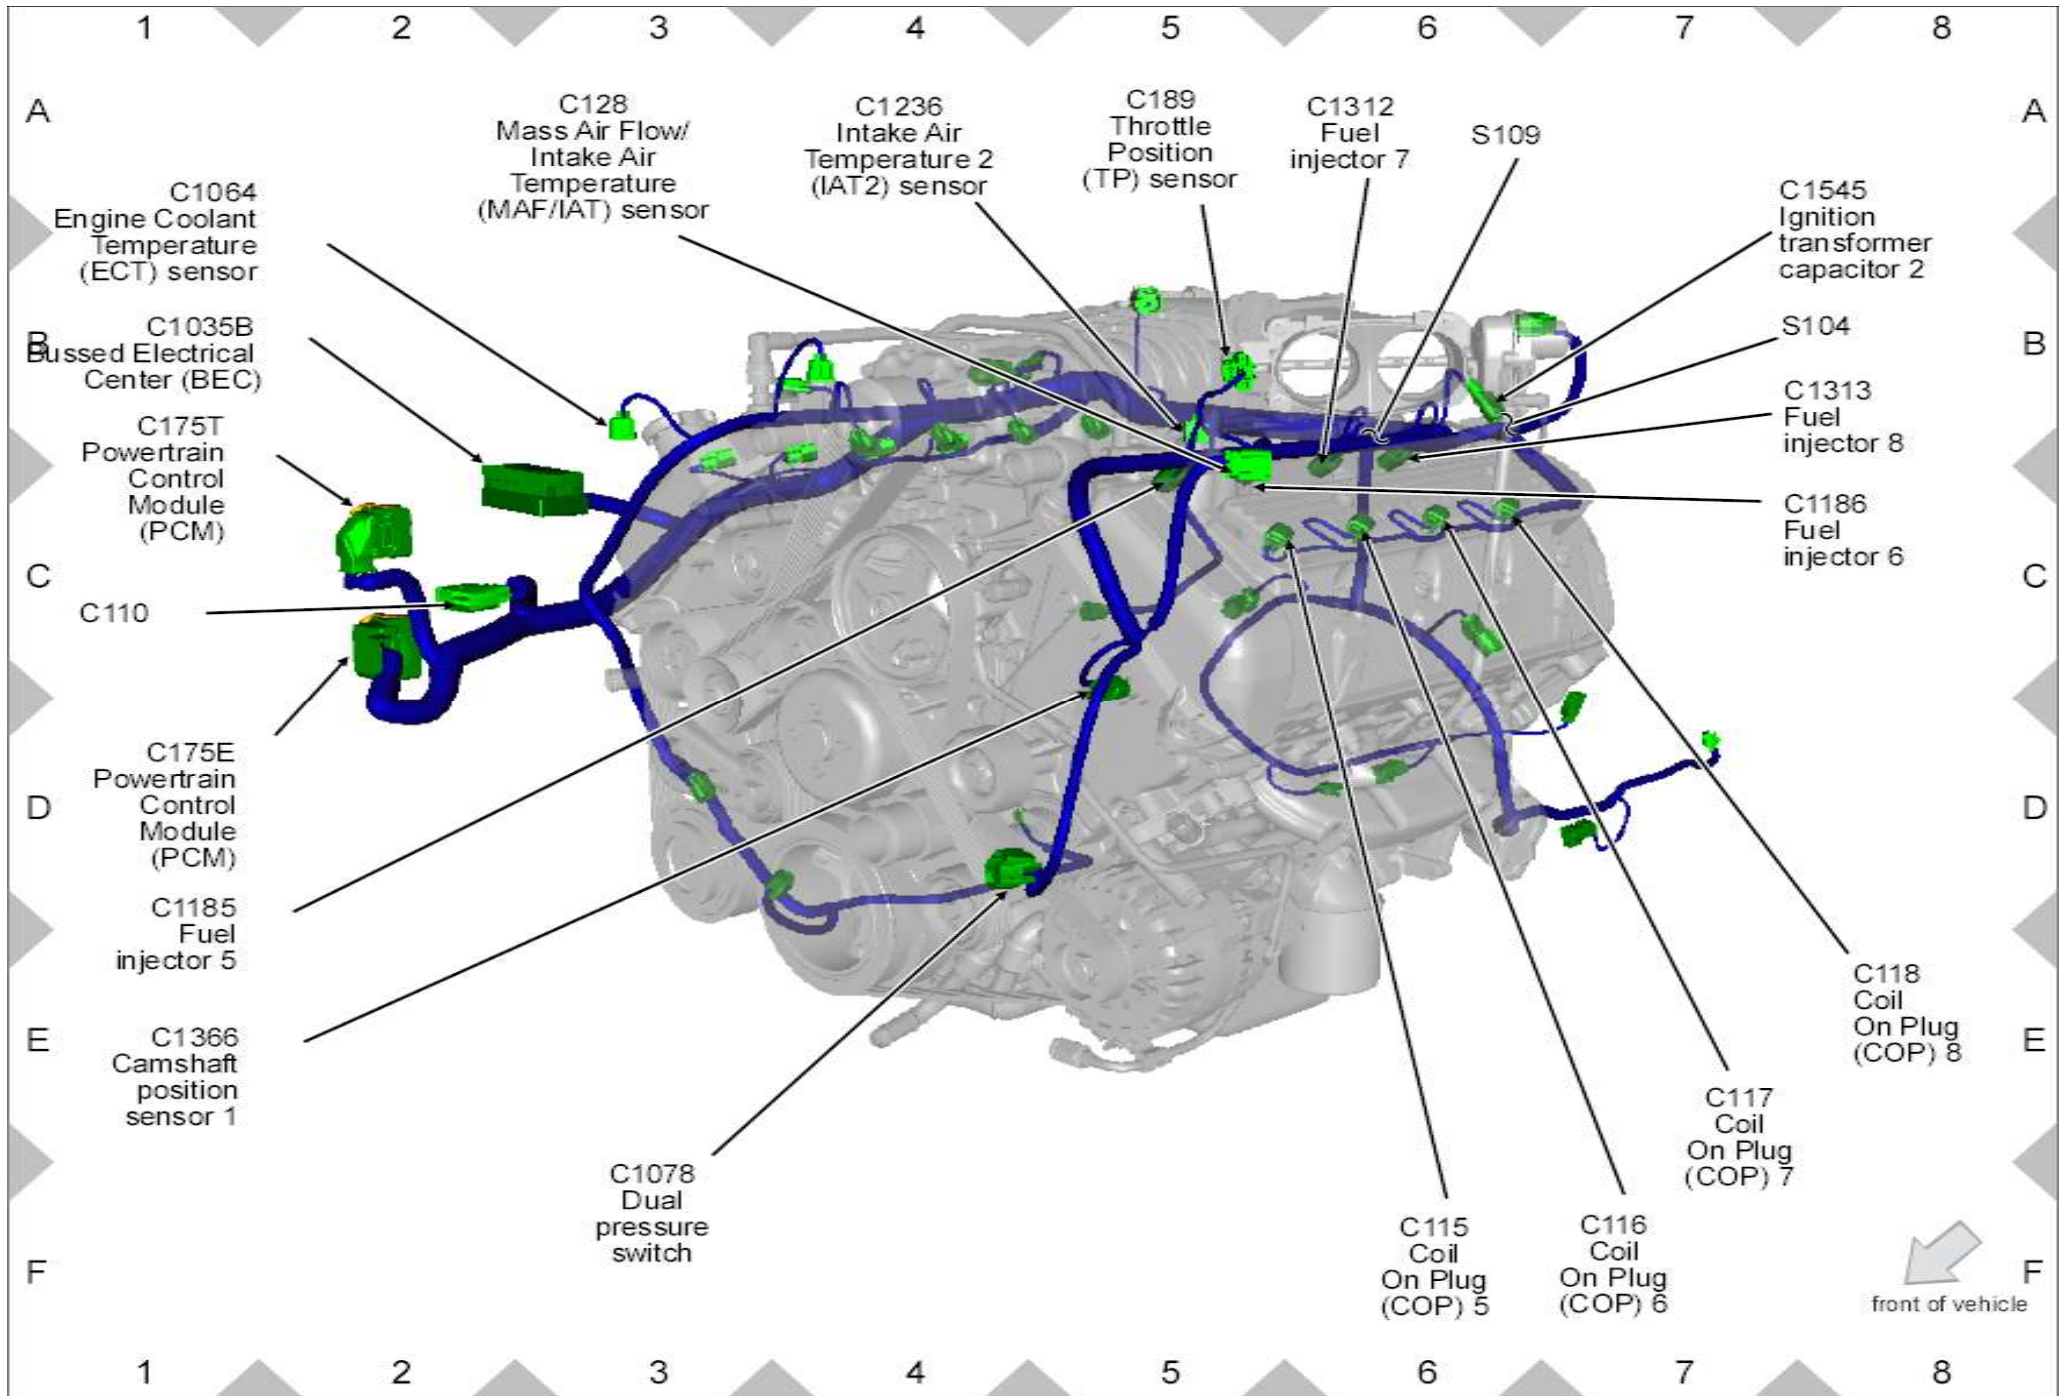 1 2 3 4 5 6 7 8
A A
C128
Mass Air Flow/
Intake Air
Temperature
(MAF/IAT) sensor
C1236
Intake Air
Temperature 2
(IAT2) sensor
C189
Throttle
Position
(TP) sensor
C1312
Fuel
injector 7
S109
C1064
Engine Coolant
Temperature
(ECT) sensor
C1545
Ignition
transformer
capacitor 2
B B
C1035B
Bussed Electrical
Center (BEC)
S104
C175T
Powertrain
Control
Module
(PCM)
C1313
Fuel
injector 8
C1186
Fuel
injector 6
C C
C110
C175E
Powertrain
Control
Module
(PCM)
D D
C1185
Fuel
injector 5
C118
Coil
On Plug
(COP) 8
E E
C1366
Camshaft
position
sensor 1
C117
Coil
On Plug
(COP) 7
C1078
Dual
pressure
switch
C115
Coil
On Plug
(COP) 5
C116
Coil
On Plug
(COP) 6
F F
front of vehicle
1 2 3 4 5 6 7 8